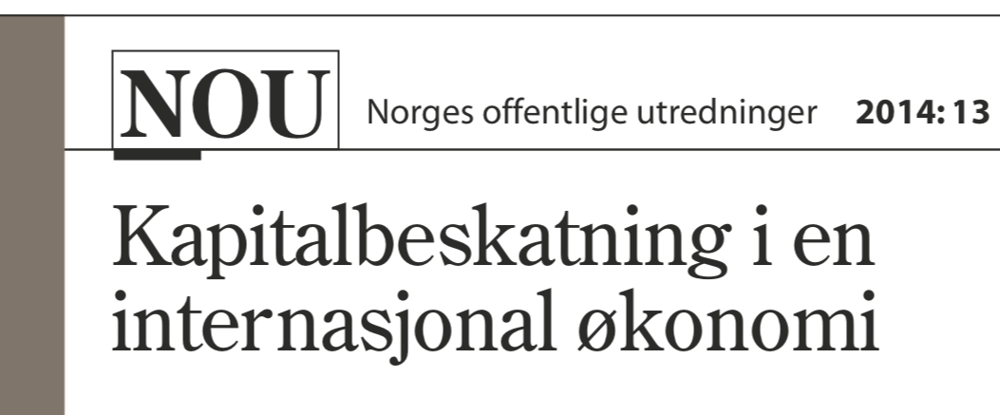 NOU Norges offentlige utredninger 2014: 13
Kapitalbeskatning i en
internasjonal økonomi